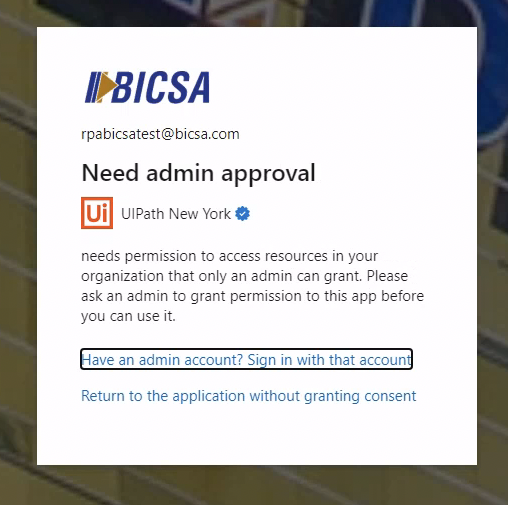 BICSA
rpabicsatest@bicsa.com
Need admin approval
Ui UIPath New York
needs permission to access resources in your
organization that only an admin can grant. Please
ask an admin to grant permission to this app before
you can use it.
Have an admin account? Sign in with that account
Return to the application without granting consent